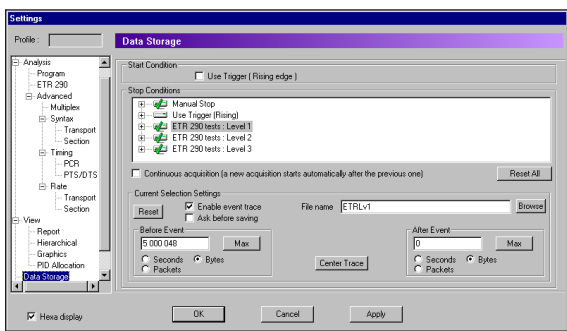 Settings
Profile :
Data Storage
Analysis
Program
ETR 290
Advanced
Multiplex
Syntax
Transport
Section
Timing
PCR
PTS/DTS
Rate
Transport
Section
View
Report
Hierarchical
Graphics
PID Allocation
Data Storage
Hexa display
Start Condition
Use Trigger ( Rising edge )
Stop Conditions
Manual Stop
Use Trigger (Rising)
ETR 290 tests : Level 1
ETR 290 tests : Level 2
ETR 290 tests : Level 3
Continuous acquisition (a new acquisition starts automatically after the previous one)
Reset All
Current Selection Settings
Reset
Enable event trace
Ask before saving
File name
ETRLv1
Browse
Before Event
5 000 048
Max
Seconds
Bytes
Packets
Center Trace
After Event
0
Max
Seconds
Bytes
Packets
OK
Cancel
Apply